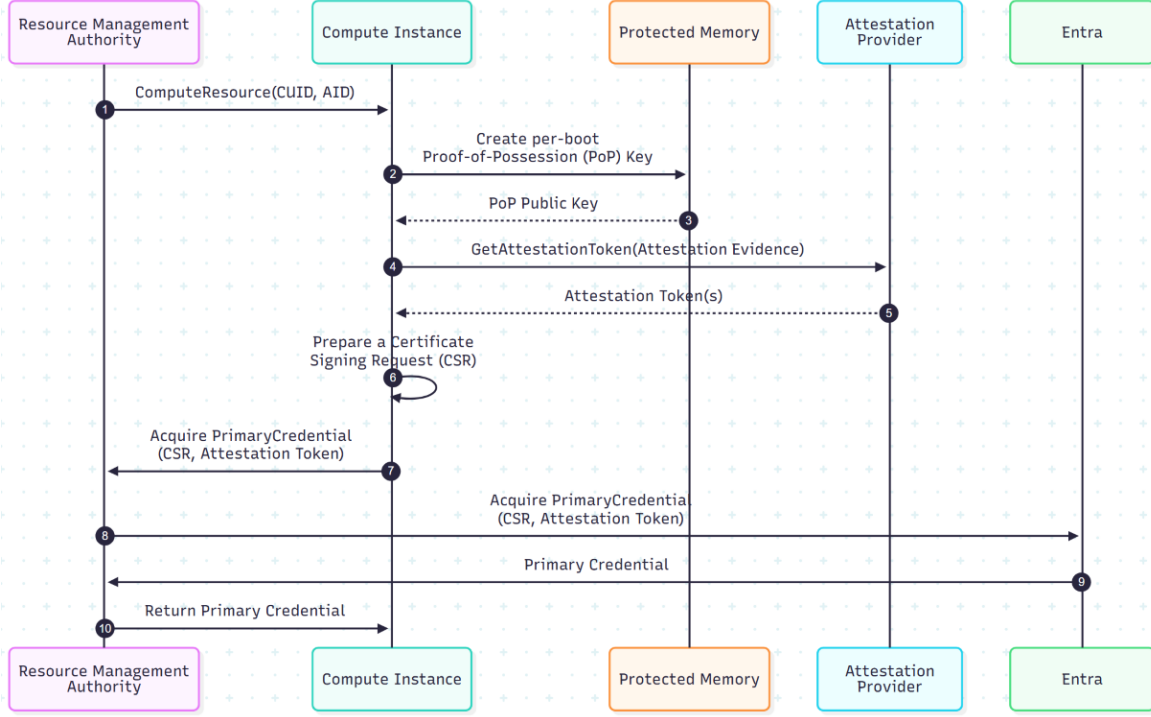 Resource Management
Authority
Compute Instance
Protected Memory
Attestation
Provider
Entra
ComputeResource(CUID, AID)
1
Create per-boot
Proof-of-Possession (PoP) Key
2
PoP Public Key
3
GetAttestationToken(Attestation Evidence)
4
Attestation Token(s)
5
Prepare a Certificate
Signing Request (CSR)
6
Acquire PrimaryCredential
(CSR, Attestation Token)
7
Acquire PrimaryCredential
(CSR, Attestation Token)
8
Primary Credential
9
Return Primary Credential
10
Resource Management
Authority
Compute Instance
Protected Memory
Attestation
Provider
Entra